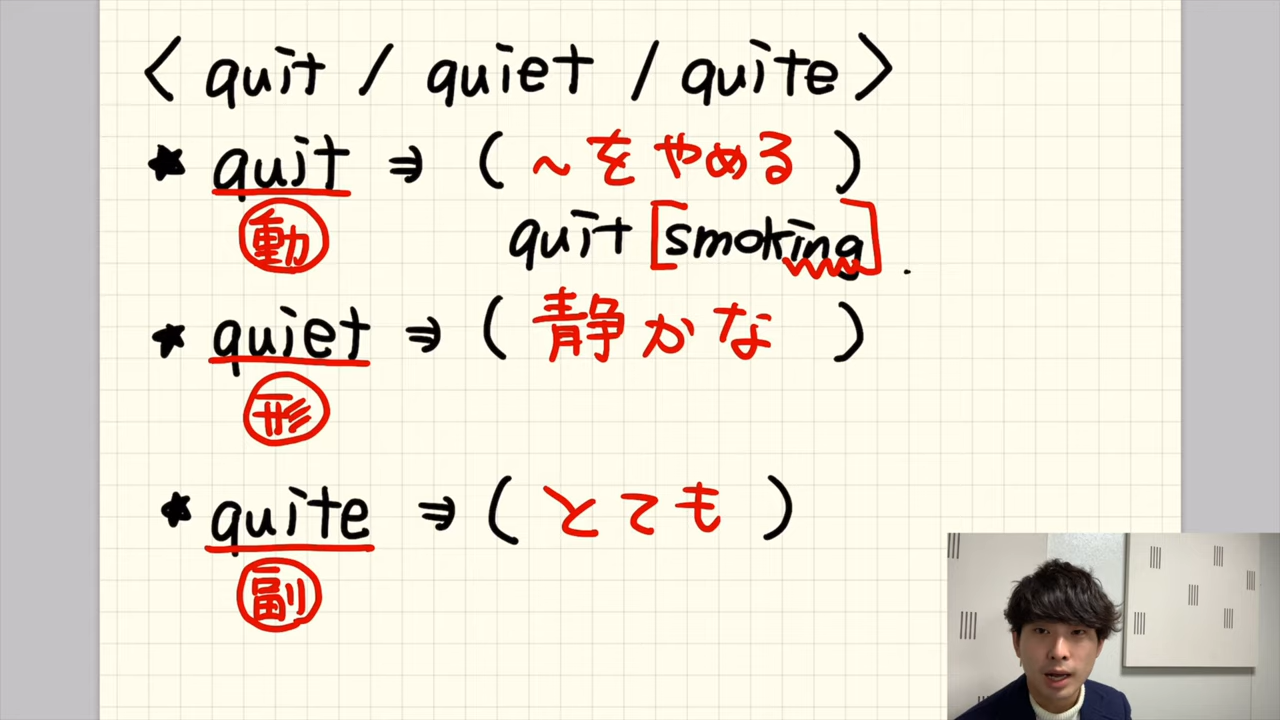 < quit / quiet / quite >
★ quit ⇒ ( ～をやめる )
動
quit [smoking] .
★ quiet ⇒ ( 静かな )
形
★ quite ⇒ ( とても )
副